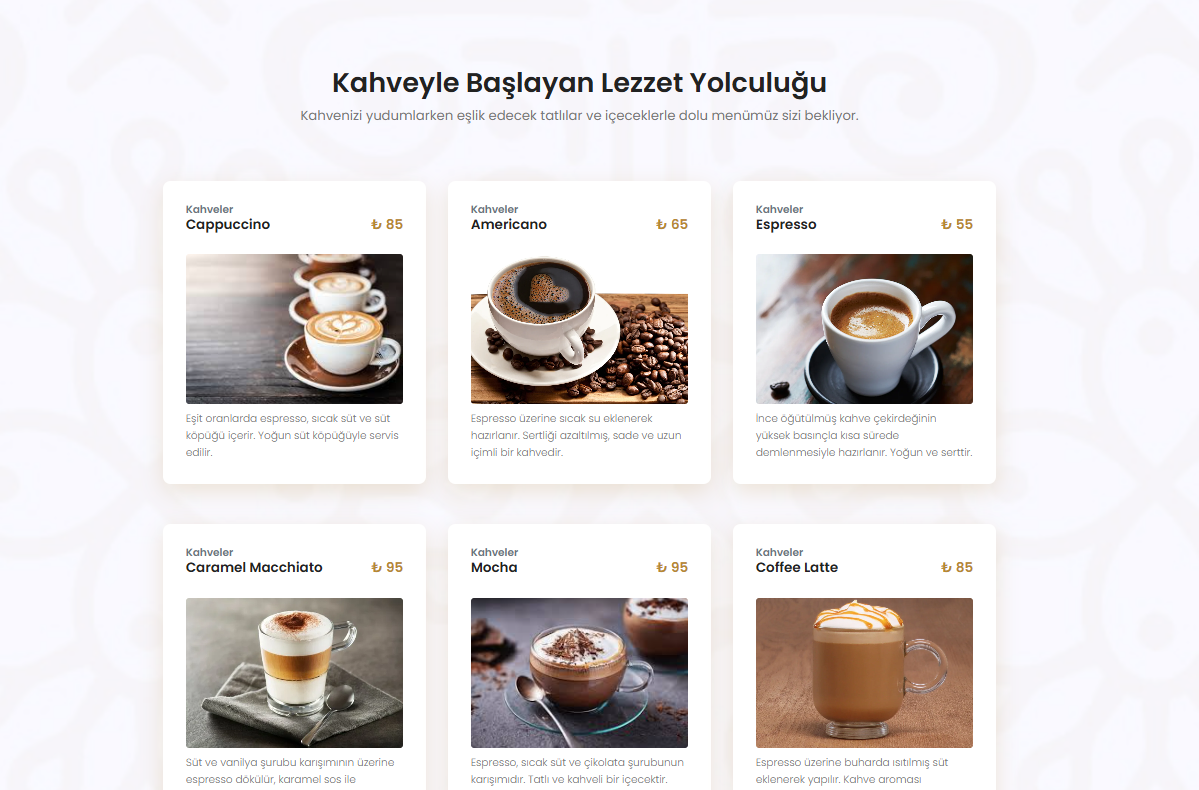 Kahveyle Başlayan Lezzet Yolculuğu
Kahvenizi yudumlarken eşlik edecek tatlılar ve içeceklerle dolu menümüz sizi bekliyor.
Kahveler
Cappuccino ₺ 85
Eşit oranlarda espresso, sıcak süt ve süt
köpüğü içerir. Yoğun süt köpüğüyle servis
edilir.
Kahveler
Americano ₺ 65
Espresso üzerine sıcak su eklenerek
hazırlanır. Sertliği azaltılmış, sade ve uzun
içimli bir kahvedir.
Kahveler
Espresso ₺ 55
İnce öğütülmüş kahve çekirdeğinin
yüksek basınçla kısa sürede
demlenmesiyle hazırlanır. Yoğun ve serttir.
Kahveler
Caramel Macchiato ₺ 95
Süt ve vanilya şurubu karışımının üzerine
espresso dökülür, karamel sos ile
Kahveler
Mocha ₺ 95
Espresso, sıcak süt ve çikolata şurubunun
karışımıdır. Tatlı ve kahveli bir içecektir.
Kahveler
Coffee Latte ₺ 85
Espresso üzerine buharda ısıtılmış süt
eklenerek yapılır. Kahve aroması